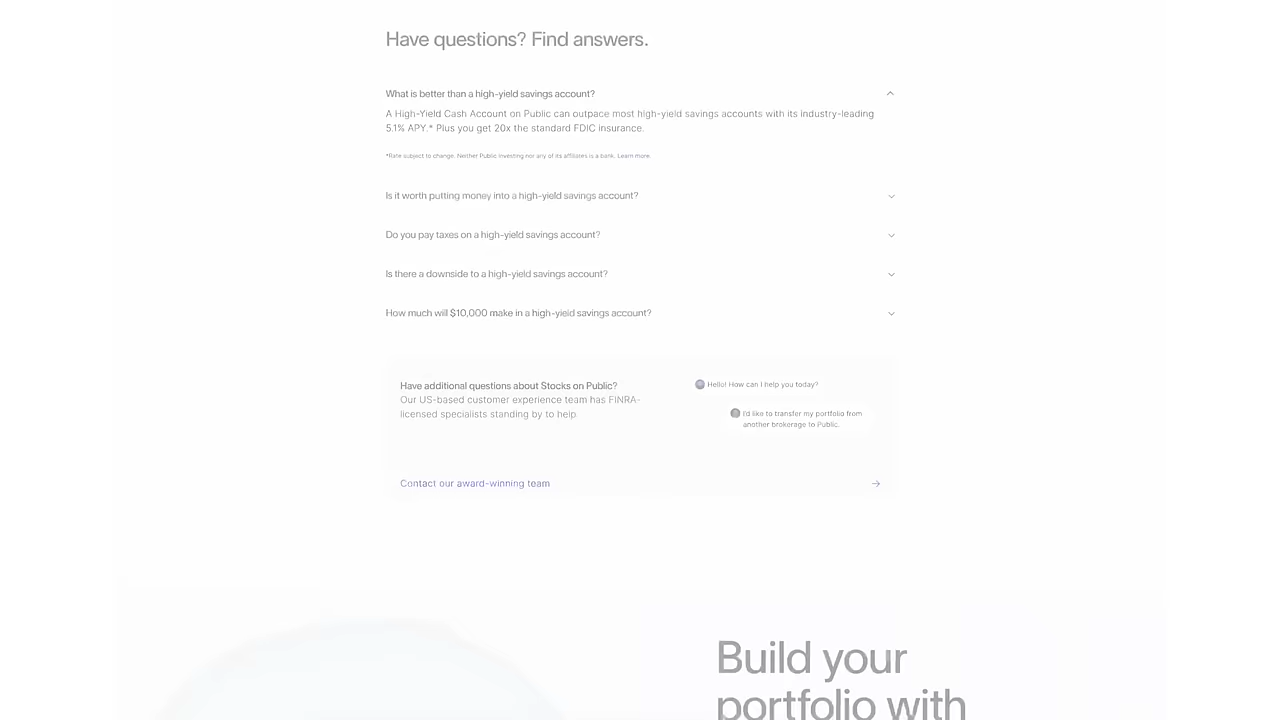 Have questions? Find answers.
What is better than a high-yield savings account?
A High-Yield Cash Account on Public can outpace most high-yield savings accounts with its industry-leading
5.1% APY.* Plus you get 20x the standard FDIC insurance.
*Rate subject to change. Neither Public Investing nor any of its affiliates is a bank. Learn more.
Is it worth putting money into a high-yield savings account?
Do you pay taxes on a high-yield savings account?
Is there a downside to a high-yield savings account?
How much will $10,000 make in a high-yield savings account?
Have additional questions about Stocks on Public?
Our US-based customer experience team has FINRA-
licensed specialists standing by to help.
Hello! How can I help you today?
I'd like to transfer my portfolio from
another brokerage to Public.
Contact our award-winning team
Build your
portfolio with